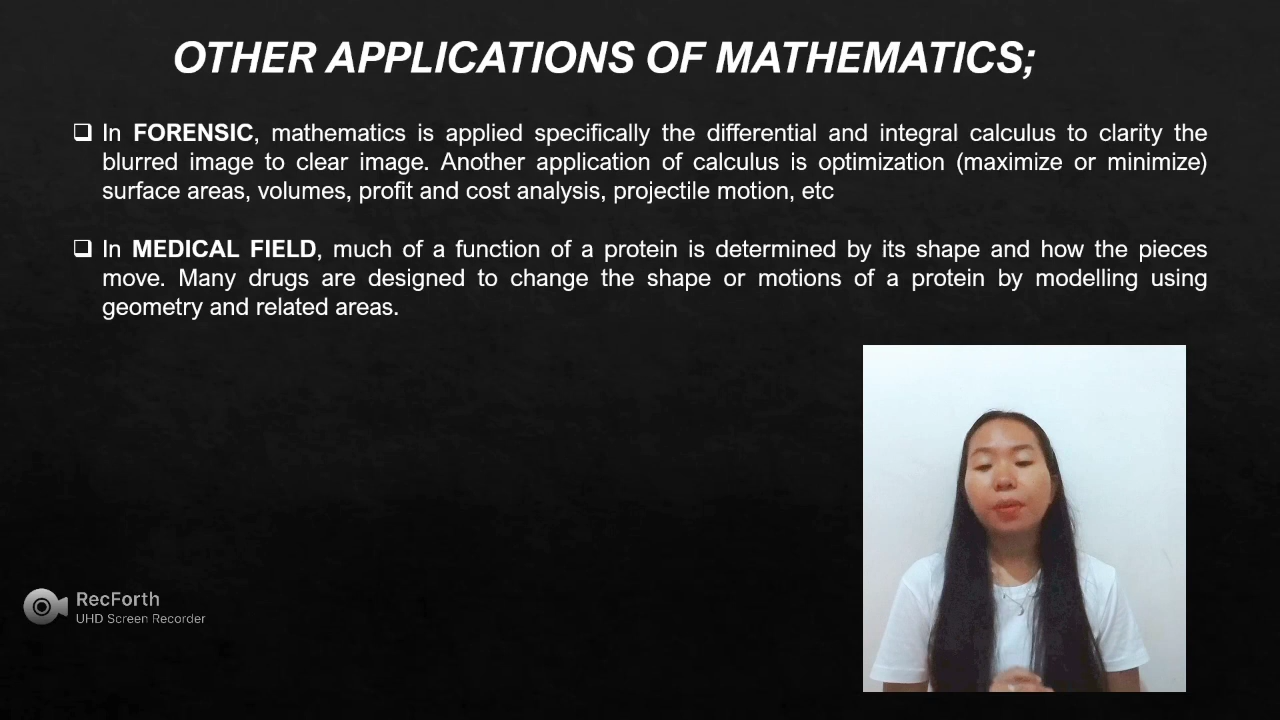 OTHER APPLICATIONS OF MATHEMATICS;
In FORENSIC, mathematics is applied specifically the differential and integral calculus to clarity the
blurred image to clear image. Another application of calculus is optimization (maximize or minimize)
surface areas, volumes, profit and cost analysis, projectile motion, etc
In MEDICAL FIELD, much of a function of a protein is determined by its shape and how the pieces
move. Many drugs are designed to change the shape or motions of a protein by modelling using
geometry and related areas.
RecForth
UHD Screen Recorder